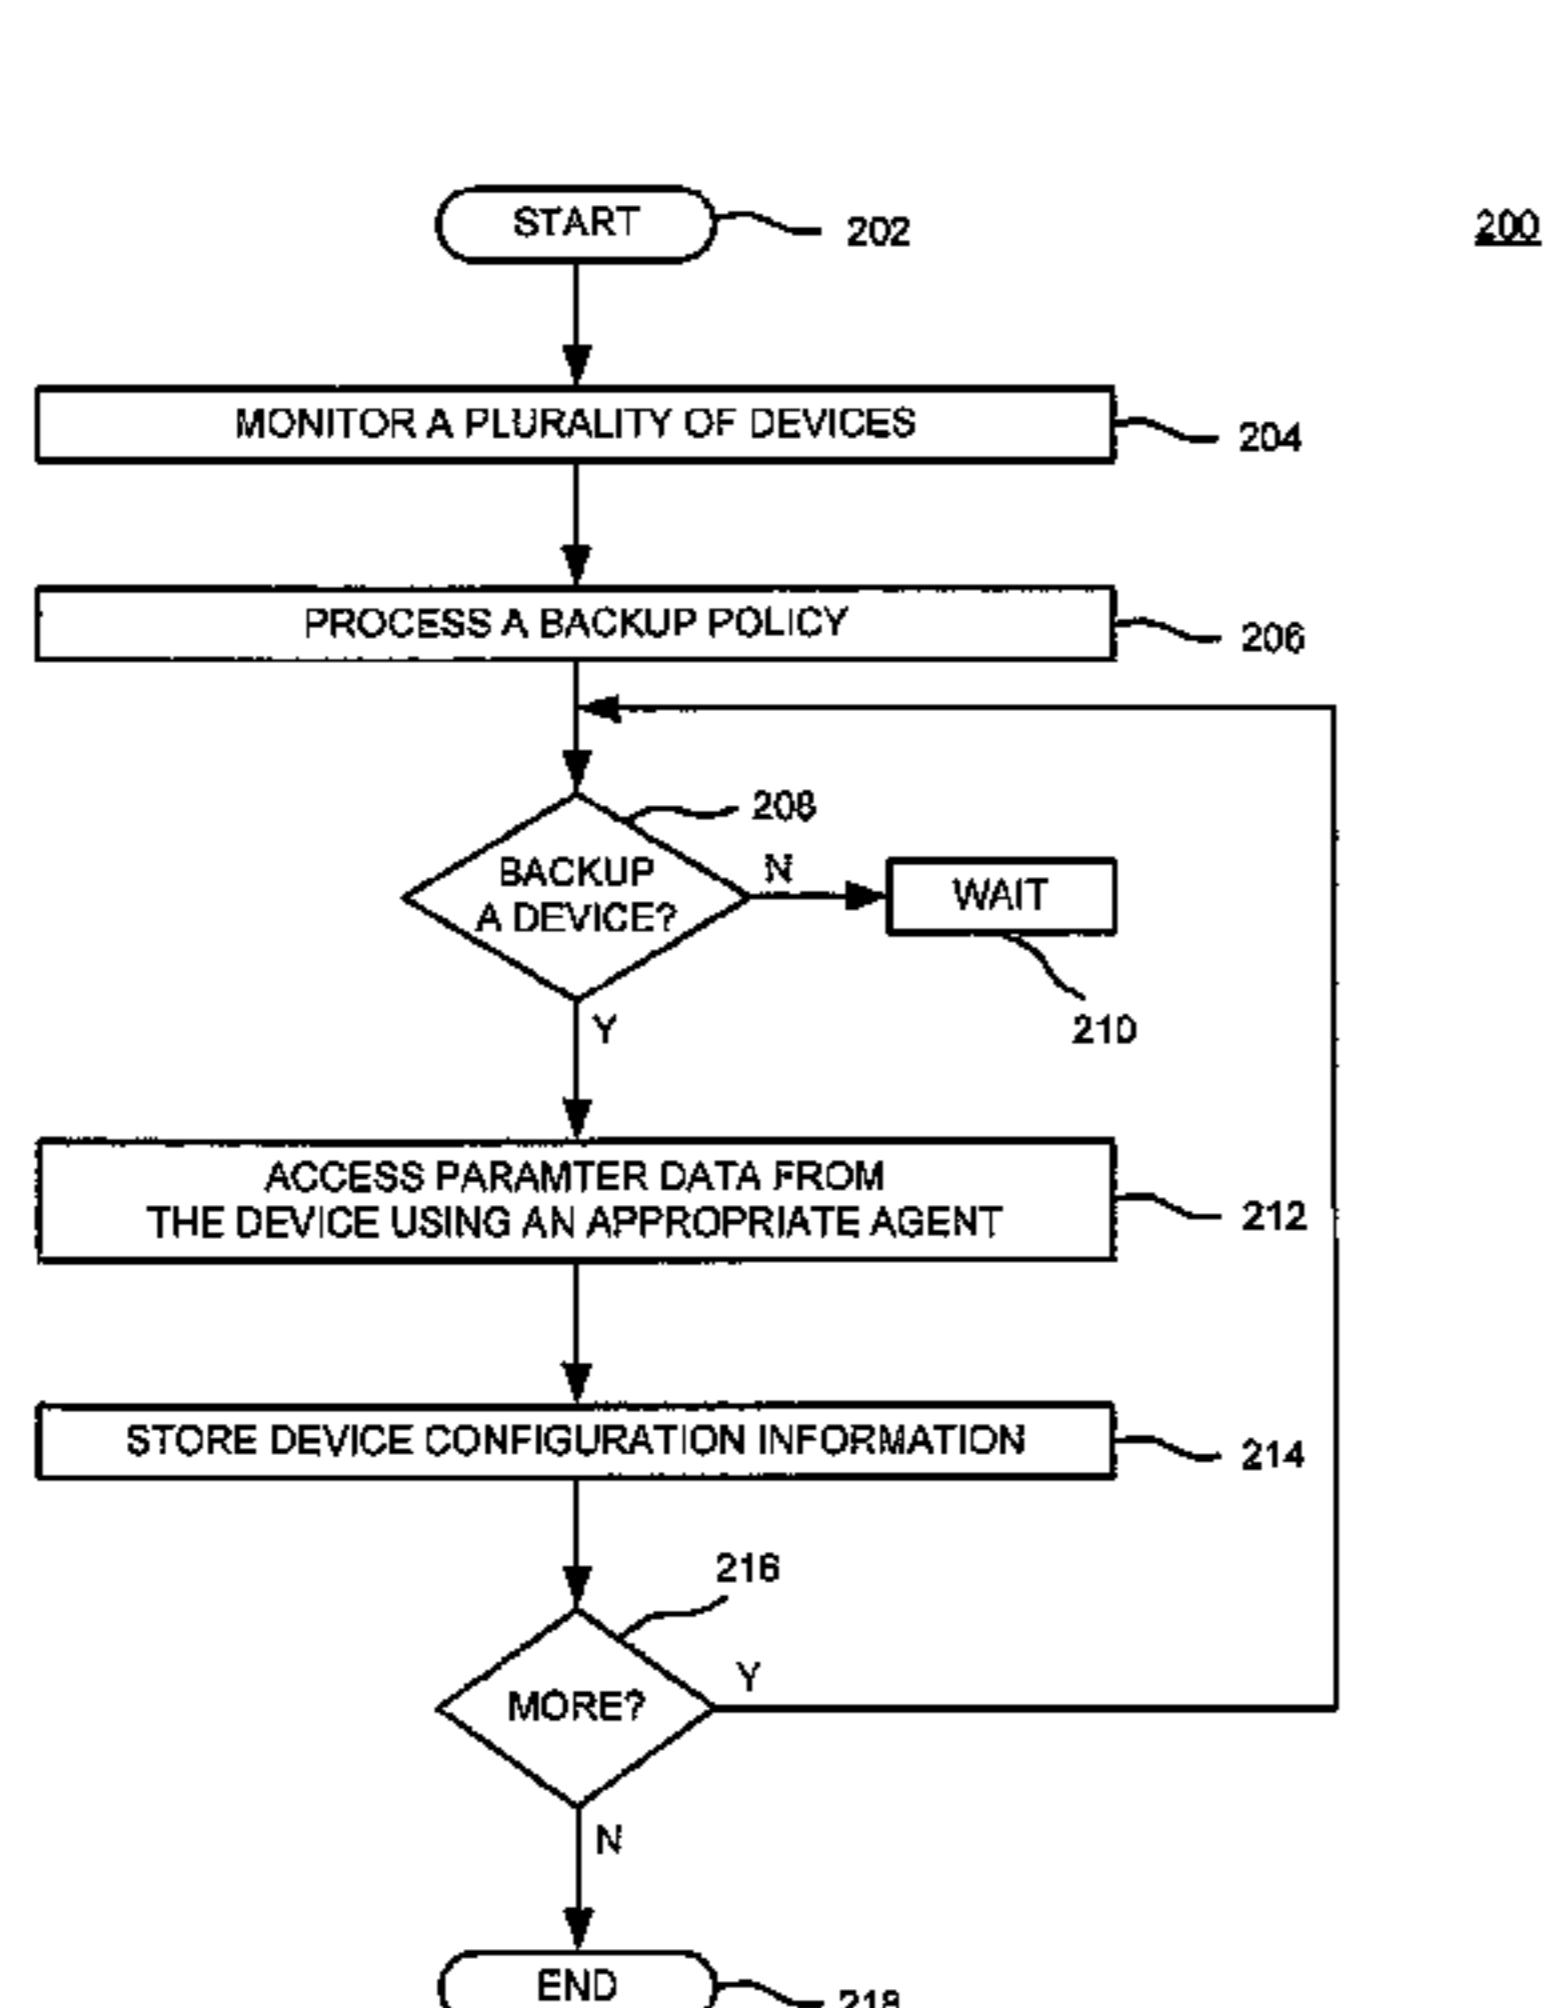 START
202
200
MONITOR A PLURALITY OF DEVICES
204
PROCESS A BACKUP POLICY
206
208
BACKUP
A DEVICE?
N
WAIT
210
Y
ACCESS PARAMTER DATA FROM
THE DEVICE USING AN APPROPRIATE AGENT
212
STORE DEVICE CONFIGURATION INFORMATION
214
216
MORE?
Y
N
END
218